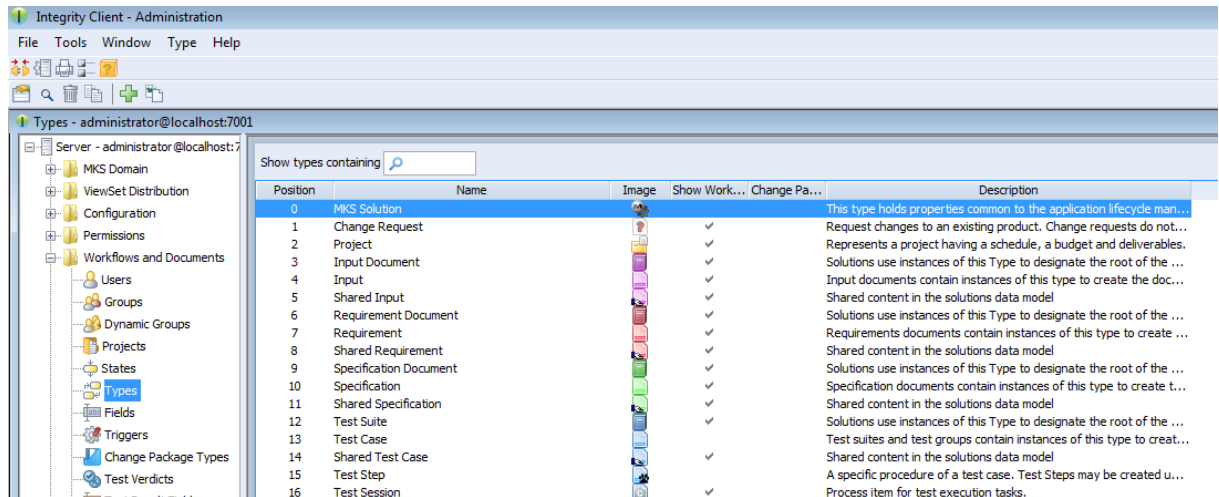 Integrity Client - Administration
File Tools Window Type Help
Types - administrator@localhost:7001
Server - administrator@localhost:7
MKS Domain
ViewSet Distribution
Configuration
Permissions
Workflows and Documents
Users
Groups
Dynamic Groups
Projects
States
Types
Fields
Triggers
Change Package Types
Test Verdicts
Show types containing
Position Name Image Show Work... Change Pa... Description
0 MKS Solution This type holds properties common to the application lifecycle man...
1 Change Request Request changes to an existing product. Change requests do not...
2 Project Represents a project having a schedule, a budget and deliverables.
3 Input Document Solutions use instances of this Type to designate the root of the ...
4 Input Input documents contain instances of this type to create the doc...
5 Shared Input Shared content in the solutions data model
6 Requirement Document Solutions use instances of this Type to designate the root of the ...
7 Requirement Requirements documents contain instances of this type to create ...
8 Shared Requirement Shared content in the solutions data model
9 Specification Document Solutions use instances of this Type to designate the root of the ...
10 Specification Specification documents contain instances of this type to create t...
11 Shared Specification Shared content in the solutions data model
12 Test Suite Solutions use instances of this Type to designate the root of the ...
13 Test Case Test suites and test groups contain instances of this type to creat...
14 Shared Test Case Shared content in the solutions data model
15 Test Step A specific procedure of a test case. Test Steps may be created u...
16 Test Session Process item for test execution tasks.